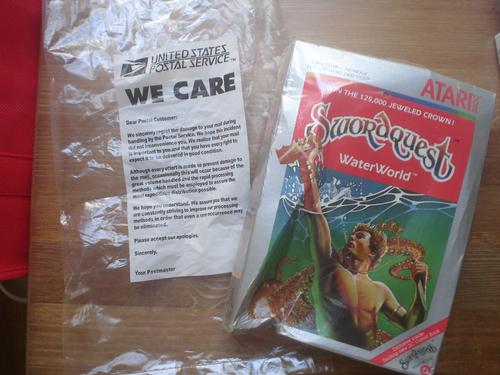 UNITED STATES
POSTAL SERVICE™
WE CARE
Dear Postal Customer:
We sincerely regret the damage to your mail during
handling by the Postal Service. We hope this incident
did not inconvenience you. We realize that your mail
is important to you and that you have every right to
expect it to be delivered in good condition.
Although every effort is made to prevent damage to
the mail, occasionally this will occur because of the
great volume handled and the rapid processing
methods which must be employed to assure the
most expeditious distribution possible.
We hope you understand. We assure you that we
are constantly striving to improve our processing
methods in order that even a rare occurrence may
be eliminated.
Please accept our apologies.
Sincerely,
Your Postmaster
ATARI
WIN THE $25,000 JEWELED CROWN!
Swordquest™
WaterWorld™
Swordquest